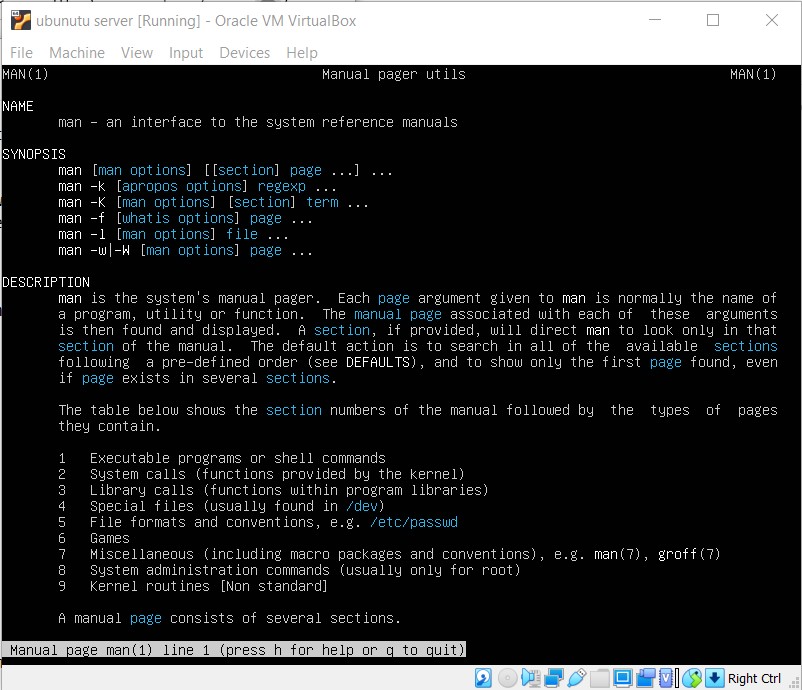 ubunutu server [Running] - Oracle VM VirtualBox
File Machine View Input Devices Help
MAN(1) Manual pager utils MAN(1)
NAME
man - an interface to the system reference manuals
SYNOPSIS
man [man options] [[section] page ...] ...
man -k [apropos options] regexp ...
man -K [man options] [section] term ...
man -f [whatis options] page ...
man -l [man options] file ...
man -w|-W [man options] page ...
DESCRIPTION
man is the system's manual pager. Each page argument given to man is normally the name of
a program, utility or function. The manual page associated with each of these arguments
is then found and displayed. A section, if provided, will direct man to look only in that
section of the manual. The default action is to search in all of the available sections
following a pre-defined order (see DEFAULTS), and to show only the first page found, even
if page exists in several sections.
The table below shows the section numbers of the manual followed by the types of pages
they contain.
1 Executable programs or shell commands
2 System calls (functions provided by the kernel)
3 Library calls (functions within program libraries)
4 Special files (usually found in /dev)
5 File formats and conventions, e.g. /etc/passwd
6 Games
7 Miscellaneous (including macro packages and conventions), e.g. man(7), groff(7)
8 System administration commands (usually only for root)
9 Kernel routines [Non standard]
A manual page consists of several sections.
Manual page man(1) line 1 (press h for help or q to quit)
Right Ctrl